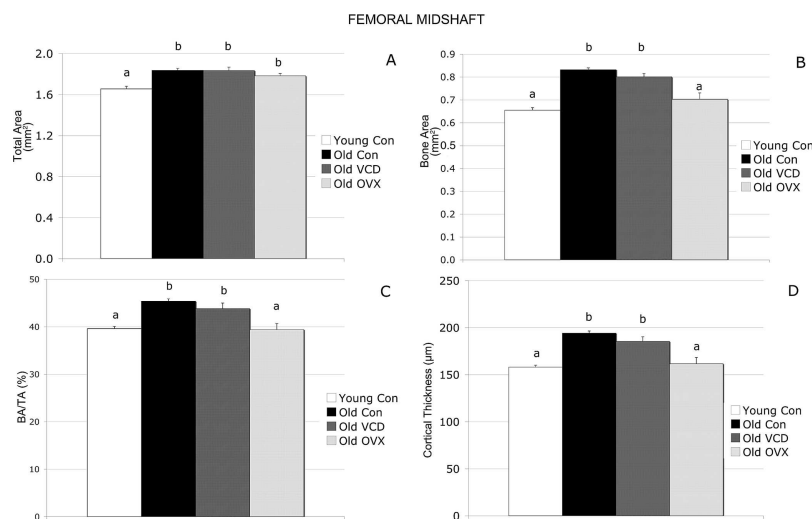 FEMORAL MIDSHAFT
A
2.0
1.6
1.2
0.8
0.4
0.0
Total Area
(mm²)
a
b
b
b
Young Con
Old Con
Old VCD
Old OVX
B
0.9
0.8
0.7
0.6
0.5
0.4
0.3
0.2
0.1
0.0
Bone Area
(mm²)
a
b
b
a
Young Con
Old Con
Old VCD
Old OVX
C
50
40
30
20
10
0
BA/TA (%)
a
b
b
a
Young Con
Old Con
Old VCD
Old OVX
D
250
200
150
100
50
0
Cortical Thickness (µm)
a
b
b
a
Young Con
Old Con
Old VCD
Old OVX